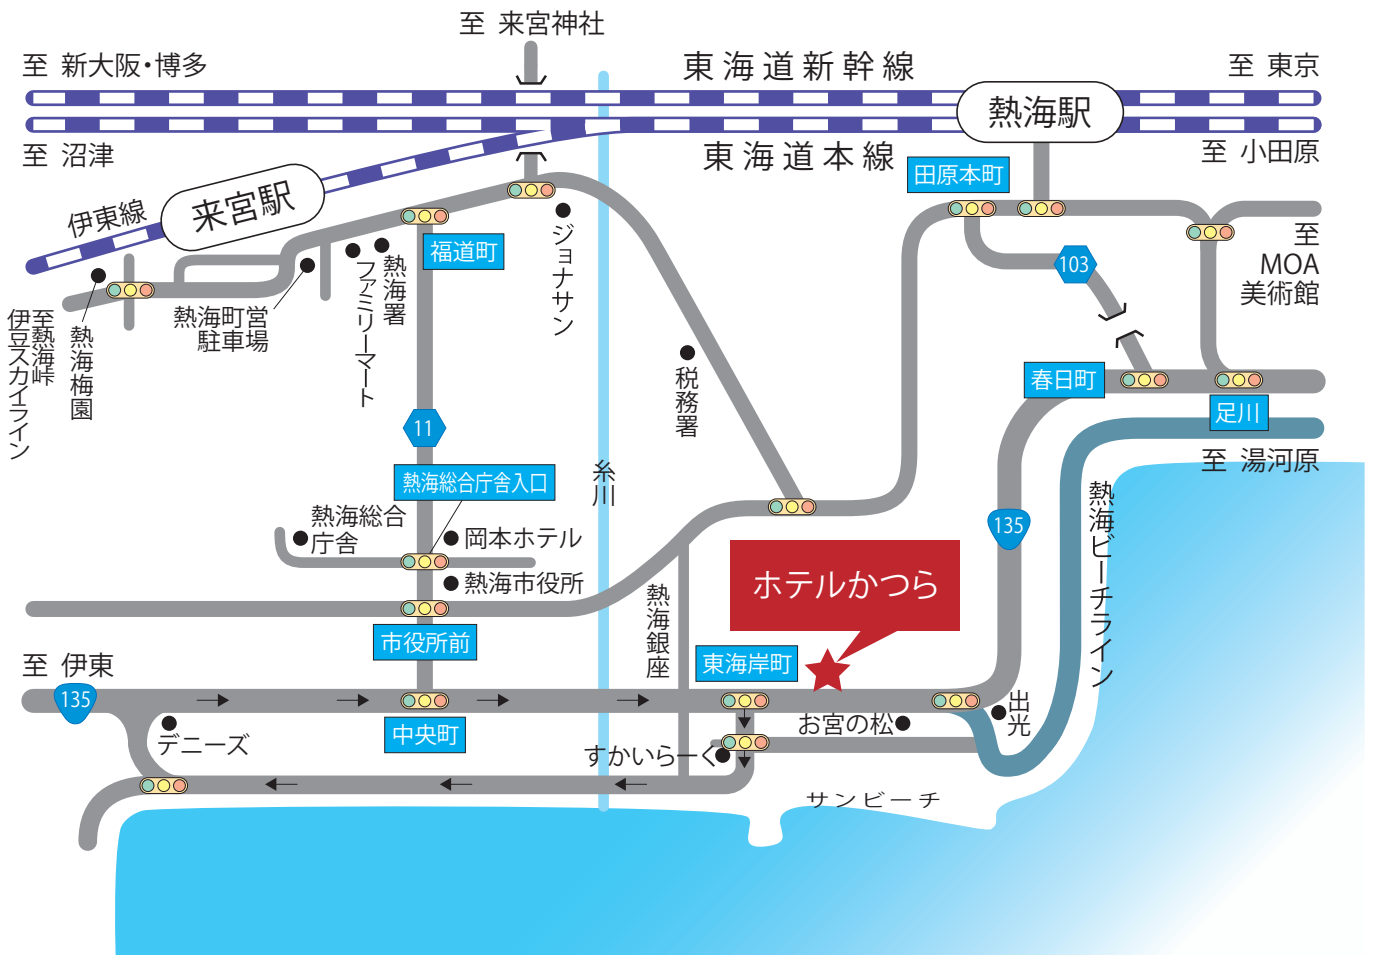 至 来宮神社
至 新大阪・博多
東海道新幹線
至 東京
熱海駅
至 沼津
東海道本線
至 小田原
田原本町
来宮駅
伊東線
福道町
ジョナサン
至
MOA
美術館
103
熱海署
ファミリーマート
熱海町営
駐車場
熱海梅園
至熱海峠
伊豆スカイライン
税務署
春日町
足川
11
至 湯河原
糸川
熱海総合庁舎入口
熱海総合
庁舎
岡本ホテル
熱海ビーチライン
135
熱海市役所
ホテルかつら
熱海銀座
市役所前
東海岸町
至 伊東
135
中央町
お宮の松
出光
デニーズ
すかいらーく
サンビーチ